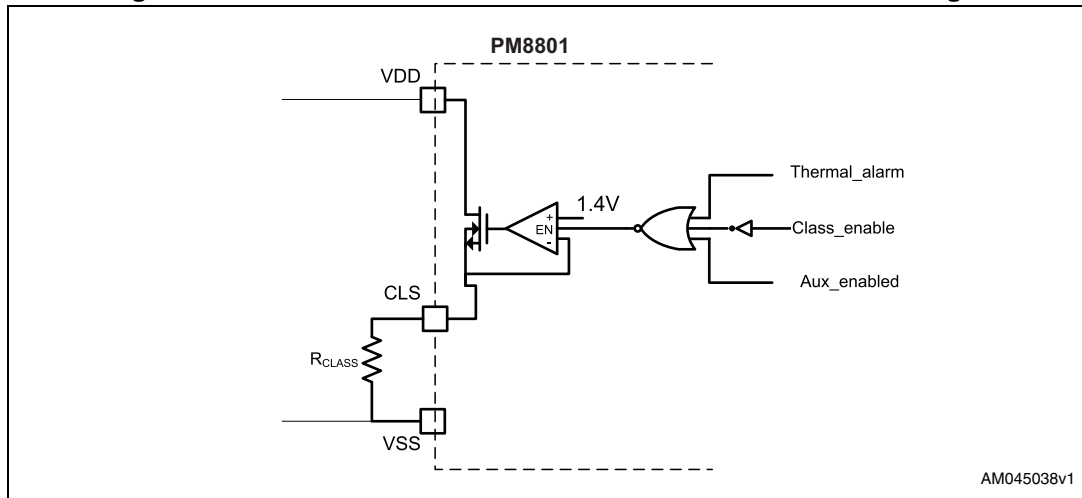 PM8801
VDD
Thermal_alarm
1.4V
+
EN
-
Class_enable
Aux_enabled
CLS
RCLASS
VSS
AM045038v1